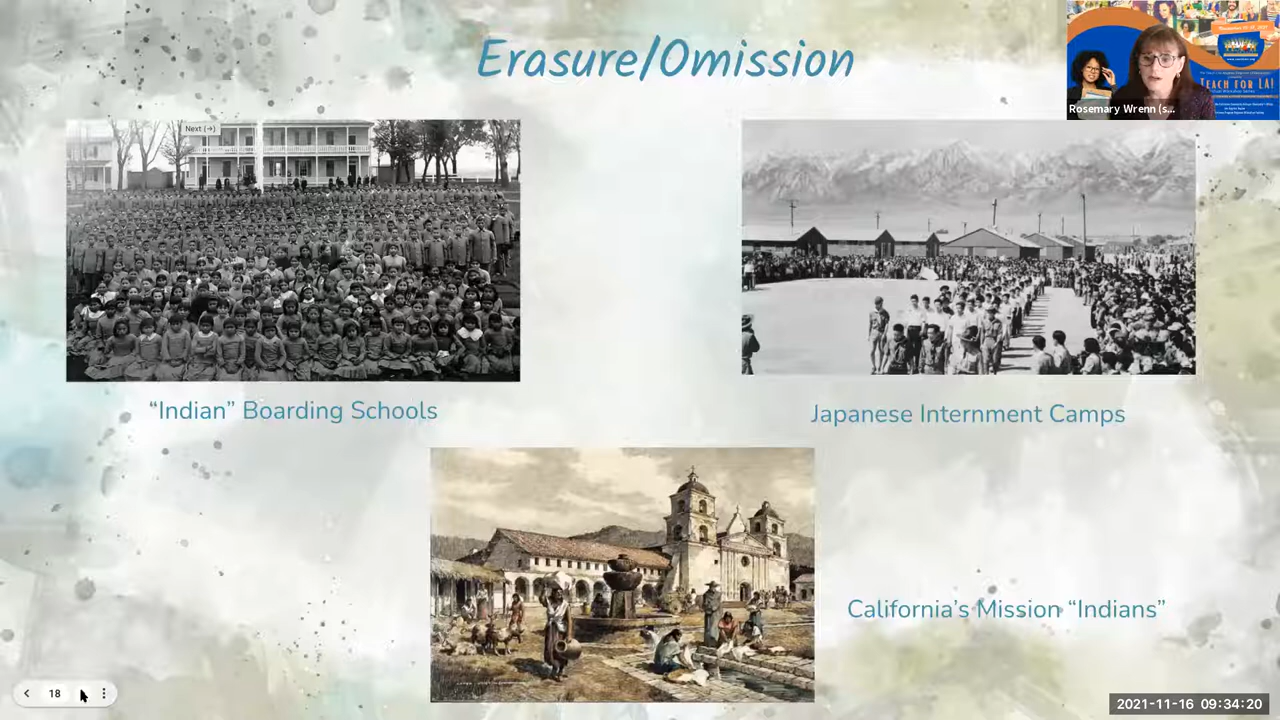 Erasure/Omission
TEACH FOR LA!
Rosemary Wrenn (s...
Next (→)
"Indian" Boarding Schools
Japanese Internment Camps
California's Mission "Indians"
18
2021-11-16 09:34:20